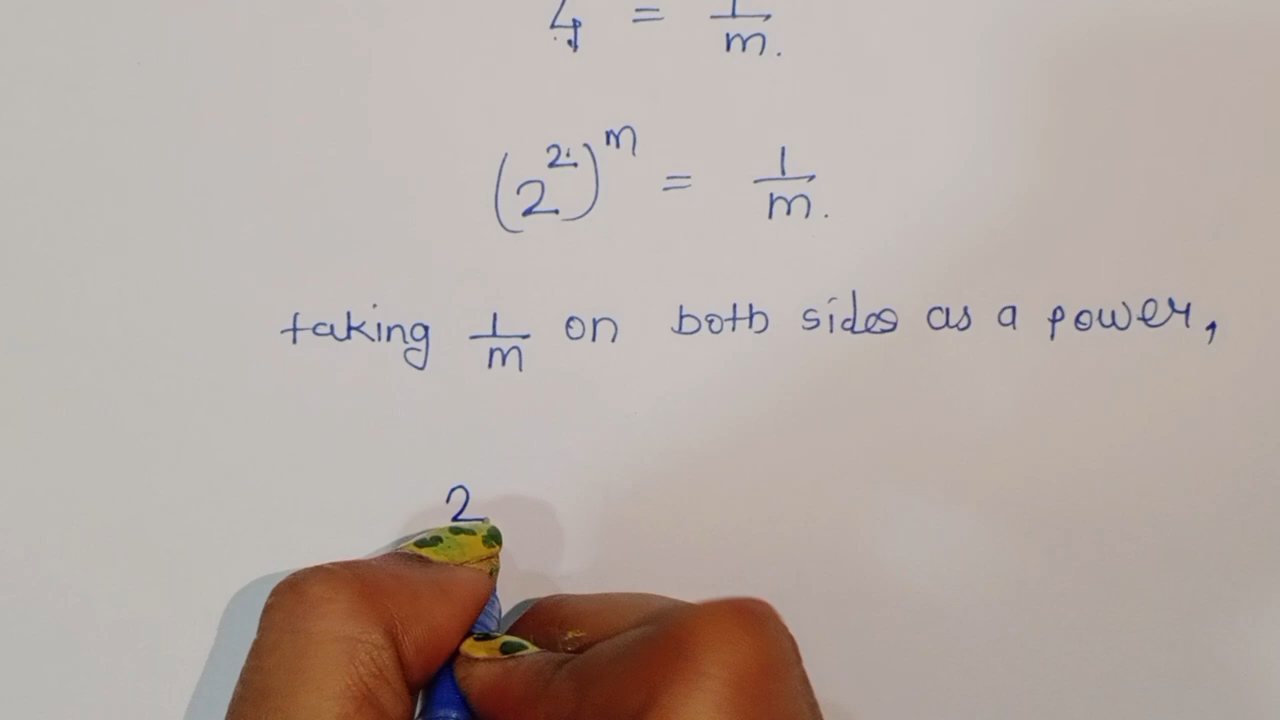 4 = 1/m.
(2^2)^m = 1/m.
taking 1/m on both sides as a power,
2